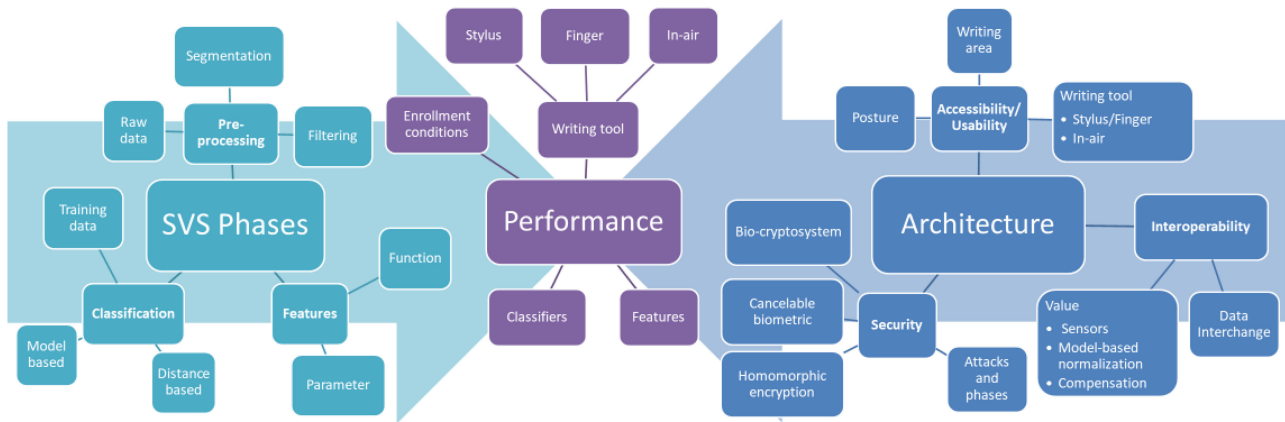 Segmentation
Raw
data
Pre-
processing
Filtering
SVS Phases
Training
data
Function
Classification
Features
Model
based
Distance
based
Parameter
Stylus
Finger
In-air
Enrollment
conditions
Writing tool
Performance
Classifiers
Features
Writing
area
Posture
Accessibility/
Usability
Writing tool
• Stylus/Finger
• In-air
Architecture
Bio-cryptosystem
Interoperability
Cancelable
biometric
Security
Homomorphic
encryption
Attacks
and
phases
Value
• Sensors
• Model-based
normalization
• Compensation
Data
Interchange